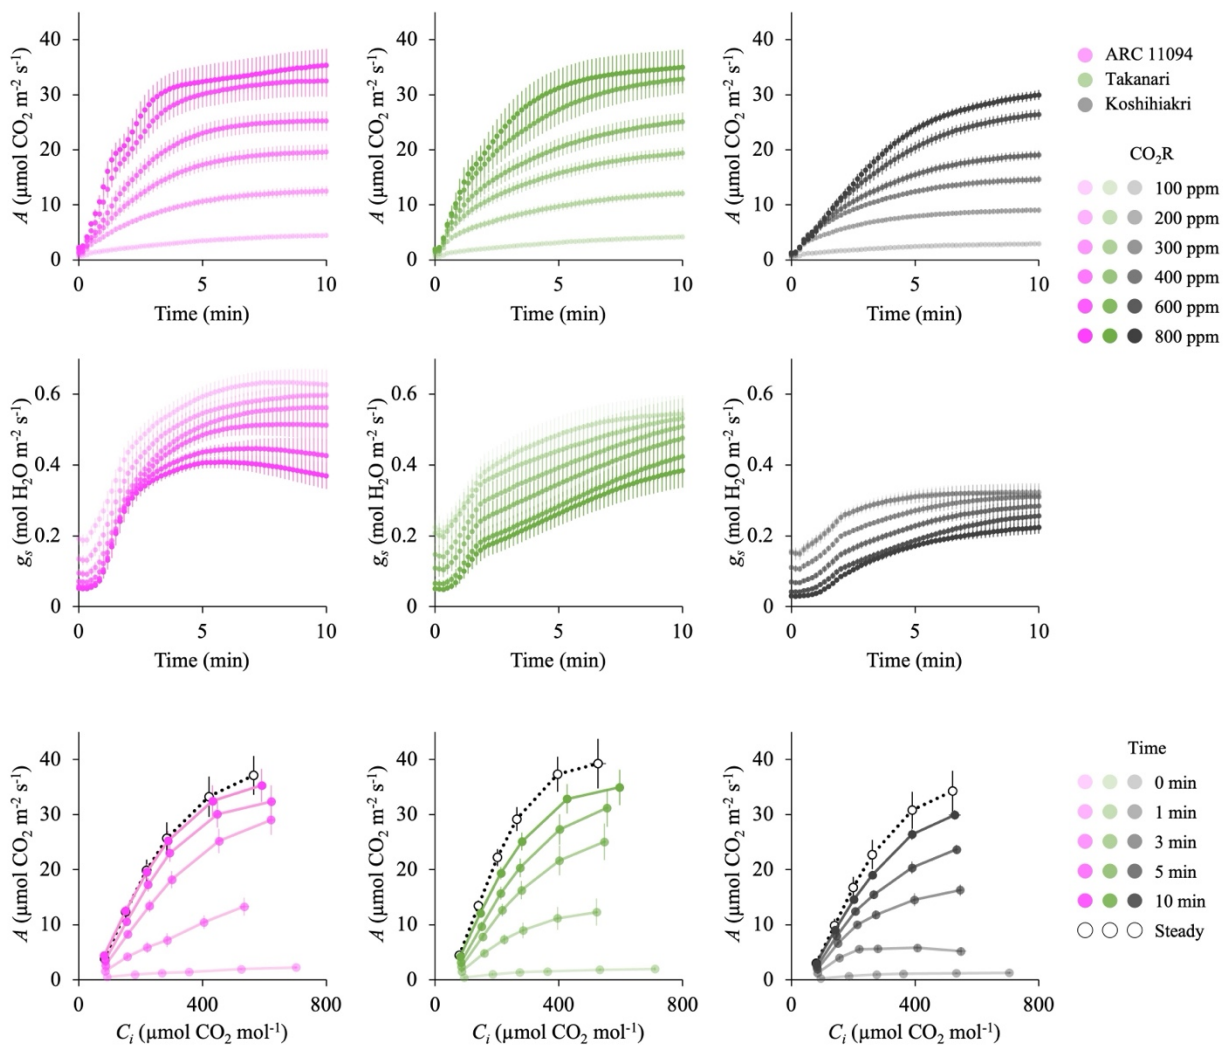 40
30
20
10
0
A (µmol CO₂ m⁻² s⁻¹)
0 5 10
Time (min)
40
30
20
10
0
A (µmol CO₂ m⁻² s⁻¹)
0 5 10
Time (min)
40
30
20
10
0
A (µmol CO₂ m⁻² s⁻¹)
0 5 10
Time (min)
ARC 11094
Takanari
Koshihiakri
CO₂R
100 ppm
200 ppm
300 ppm
400 ppm
600 ppm
800 ppm
0.6
0.4
0.2
0
gₛ (mol H₂O m⁻² s⁻¹)
0 5 10
Time (min)
0.6
0.4
0.2
0
gₛ (mol H₂O m⁻² s⁻¹)
0 5 10
Time (min)
0.6
0.4
0.2
0
gₛ (mol H₂O m⁻² s⁻¹)
0 5 10
Time (min)
40
30
20
10
0
A (µmol CO₂ m⁻² s⁻¹)
0 400 800
Cᵢ (µmol CO₂ mol⁻¹)
40
30
20
10
0
A (µmol CO₂ m⁻² s⁻¹)
0 400 800
Cᵢ (µmol CO₂ mol⁻¹)
40
30
20
10
0
A (µmol CO₂ m⁻² s⁻¹)
0 400 800
Cᵢ (µmol CO₂ mol⁻¹)
Time
0 min
1 min
3 min
5 min
10 min
Steady